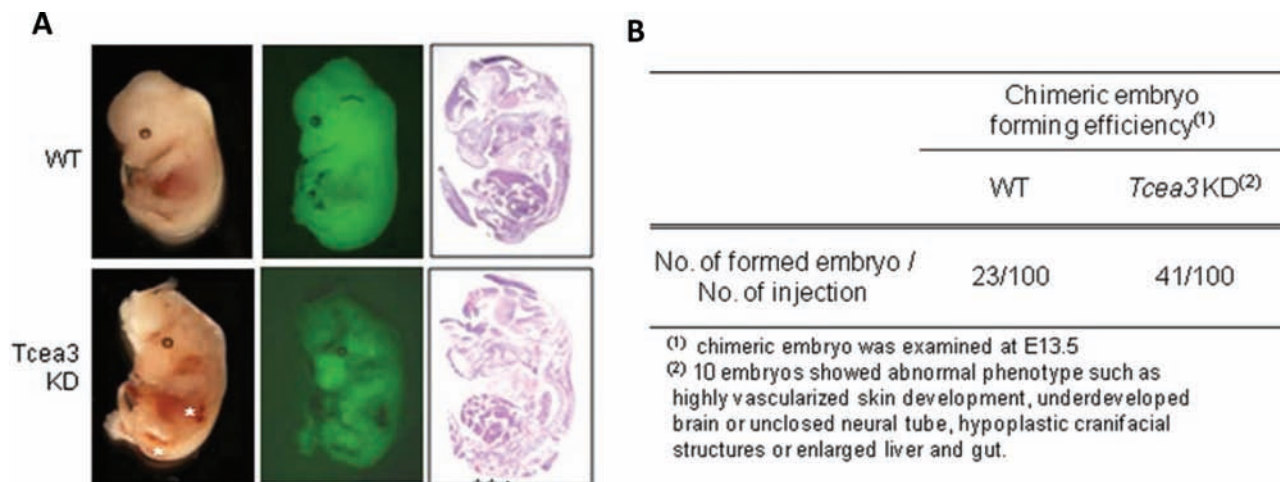 A
WT
Tcea3
KD
B
Chimeric embryo
forming efficiency(1)
WT Tcea3 KD(2)
No. of formed embryo /
No. of injection
23/100 41/100
(1) chimeric embryo was examined at E13.5
(2) 10 embryos showed abnormal phenotype such as
highly vascularized skin development, underdeveloped
brain or unclosed neural tube, hypoplastic cranifacial
structures or enlarged liver and gut.